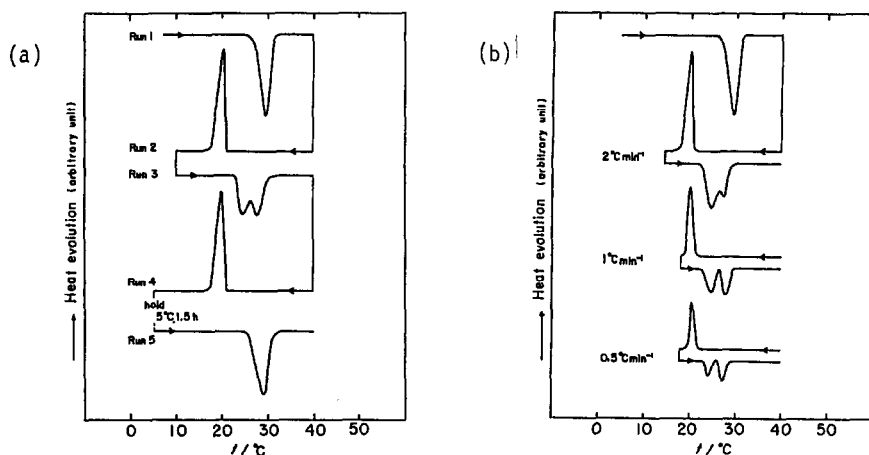 (a)
Heat evolution (arbitrary unit)
Run 1
Run 2
Run 3
Run 4
hold
5°C,1.5 h
Run 5
0 10 20 30 40 50
t / °C
(b)
Heat evolution (arbitrary unit)
2°C min⁻¹
1°C min⁻¹
0.5°C min⁻¹
0 10 20 30 40 50
t / °C